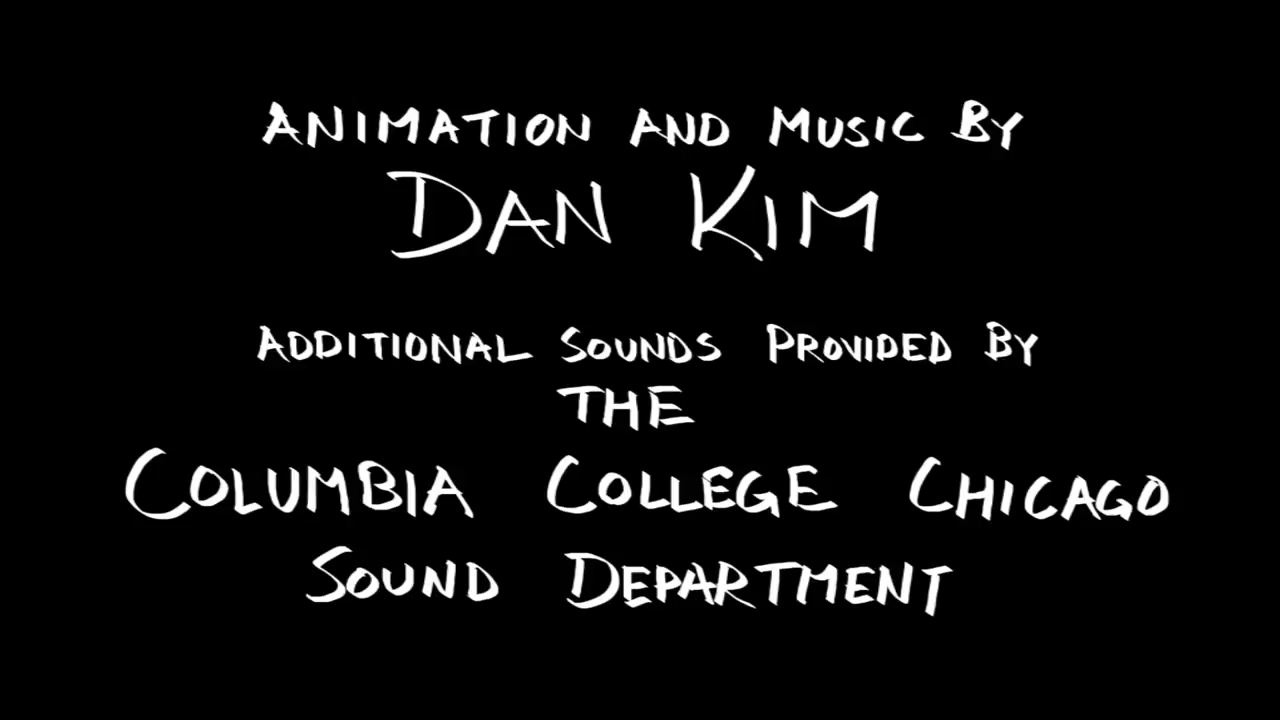 ANIMATION AND MUSIC BY
DAN KIM
ADDITIONAL SOUNDS PROVIDED BY
THE
COLUMBIA COLLEGE CHICAGO
SOUND DEPARTMENT